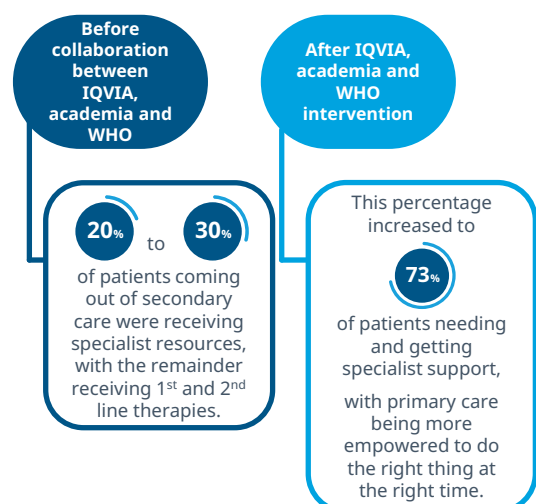 Before
collaboration
between
IQVIA,
academia and
WHO
20% to 30%
of patients coming
out of secondary
care were receiving
specialist resources,
with the remainder
receiving 1st and 2nd
line therapies.
After IQVIA,
academia and
WHO
intervention
This percentage
increased to
73%
of patients needing
and getting
specialist support,
with primary care
being more
empowered to do
the right thing at
the right time.